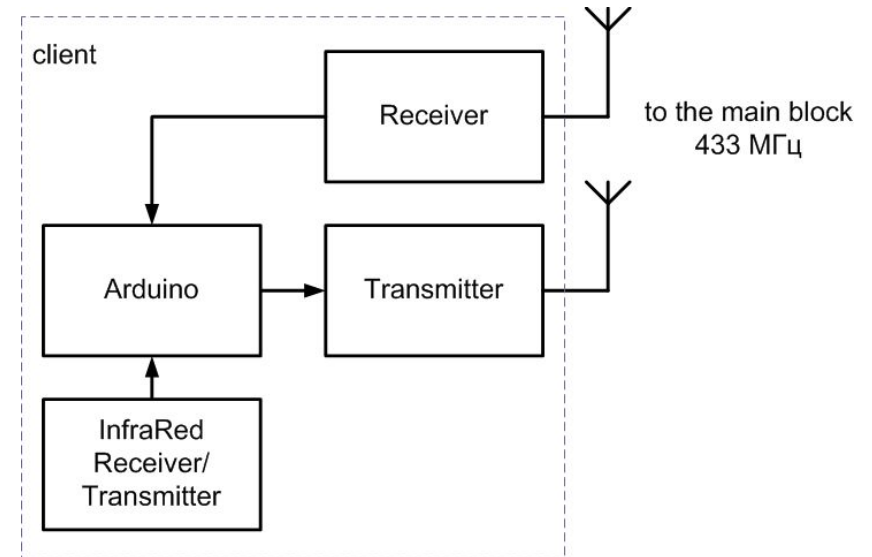 client
Receiver
to the main block
433 МГц
Arduino
Transmitter
InfraRed
Receiver/
Transmitter